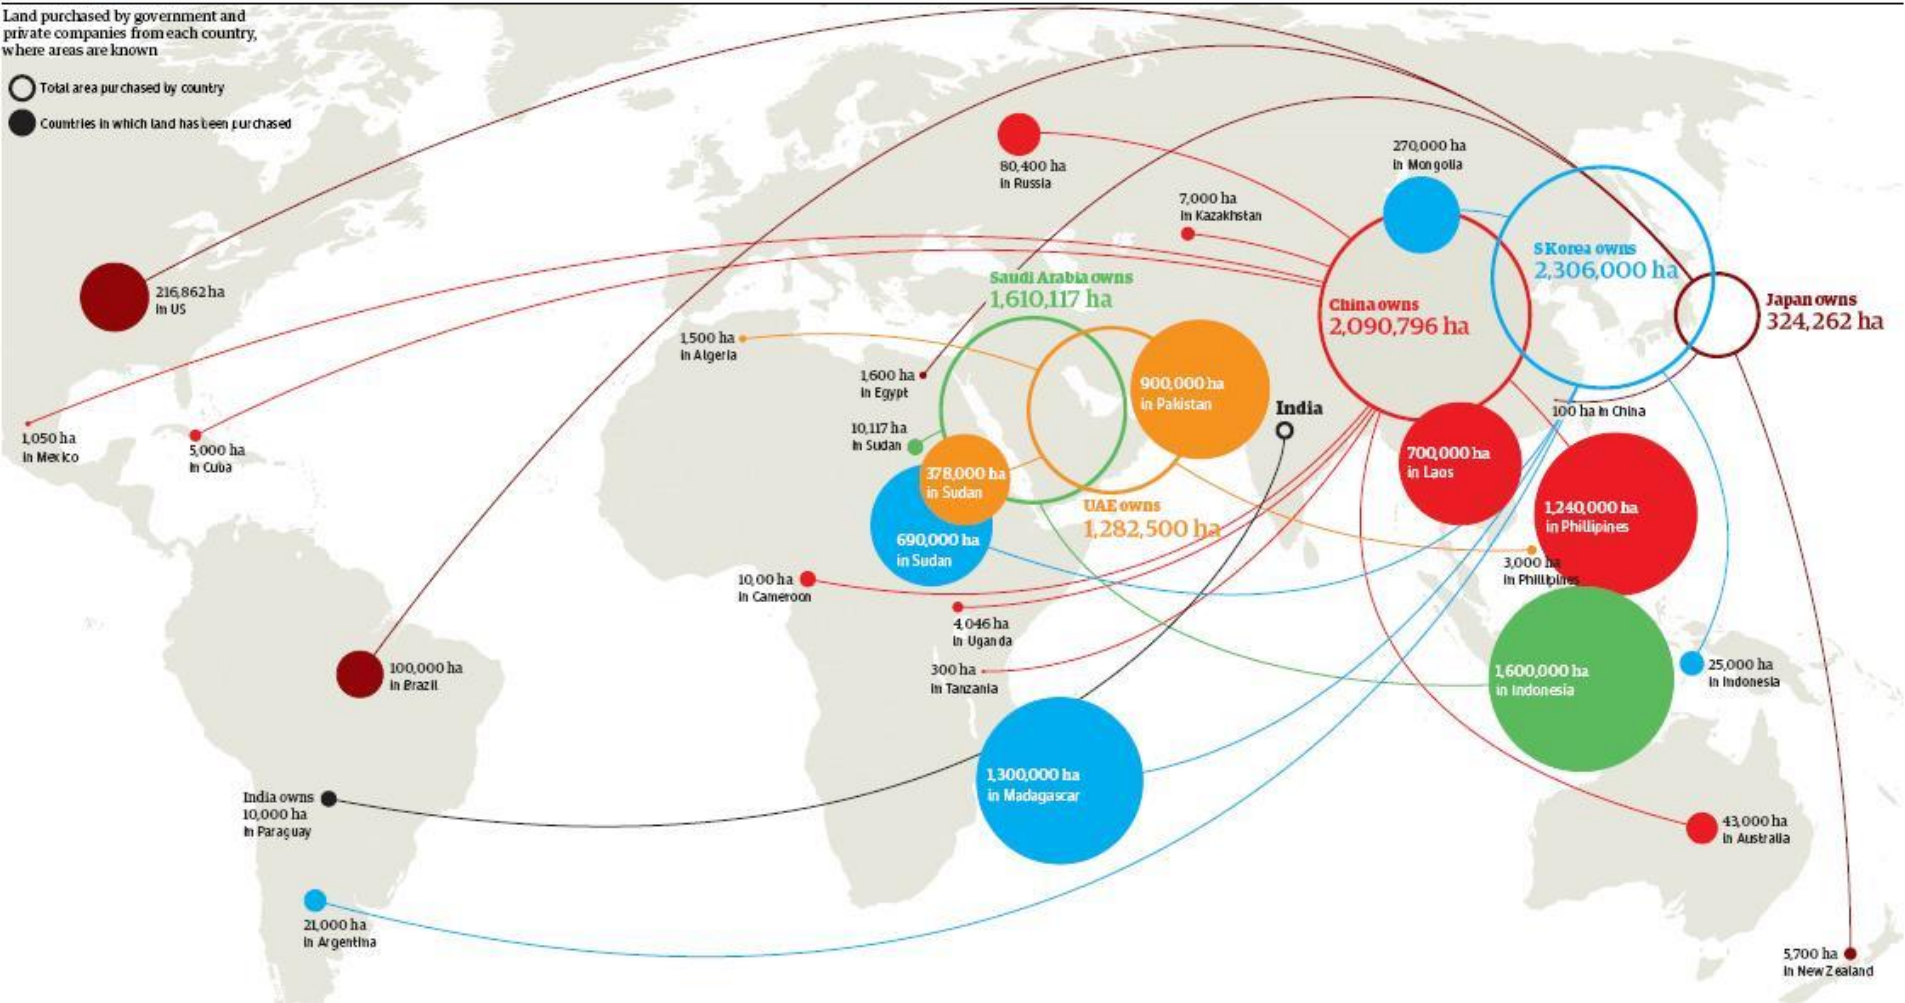 Land purchased by government and
private companies from each country,
where areas are known
Total area purchased by country
Countries in which land has been purchased
80,400 ha
in Russia
270,000 ha
in Mongolia
7,000 ha
in Kazakhstan
S Korea owns
2,306,000 ha
216,862 ha
in US
Saudi Arabia owns
1,610,117 ha
China owns
2,090,796 ha
Japan owns
324,262 ha
1,500 ha
in Algeria
1,600 ha
in Egypt
900,000 ha
in Pakistan
India
100 ha in China
1,050 ha
in Mexico
5,000 ha
in Cuba
10,117 ha
in Sudan
378,000 ha
in Sudan
700,000 ha
in Laos
UAE owns
1,282,500 ha
1,240,000 ha
in Phillipines
690,000 ha
in Sudan
3,000 ha
in Phillipines
10,00 ha
in Cameroon
4,046 ha
in Uganda
300 ha
in Tanzania
100,000 ha
in Brazil
1,600,000 ha
in Indonesia
25,000 ha
in Indonesia
1,300,000 ha
in Madagascar
India owns
10,000 ha
in Paraguay
43,000 ha
in Australia
21,000 ha
in Argentina
5,700 ha
in New Zealand